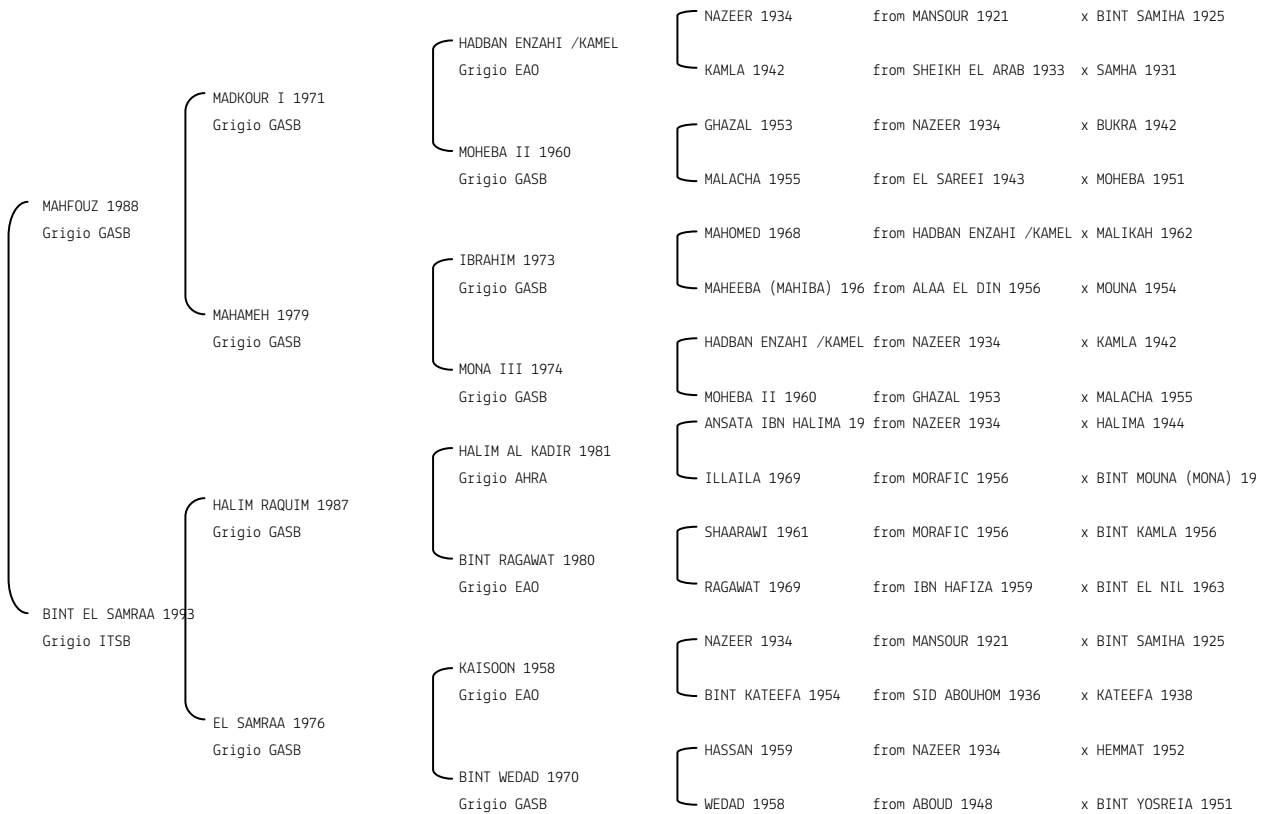 NAZEER 1934 from MANSOUR 1921 x BINT SAMIHA 1925
HADBAN ENZAHI /KAMEL
Grigio EAO
KAMLA 1942 from SHEIKH EL ARAB 1933 x SAMHA 1931
MADKOUR I 1971
Grigio GASB
GHAZAL 1953 from NAZEER 1934 x BUKRA 1942
MOHEBA II 1960
Grigio GASB
MALACHA 1955 from EL SAREEI 1943 x MOHEBA 1951
MAHFOUZ 1988
Grigio GASB
MAHOMED 1968 from HADBAN ENZAHI /KAMEL x MALIKAH 1962
IBRAHIM 1973
Grigio GASB
MAHEEBA (MAHIBA) 196 from ALAA EL DIN 1956 x MOUNA 1954
MAHAMEH 1979
Grigio GASB
HADBAN ENZAHI /KAMEL from NAZEER 1934 x KAMLA 1942
MONA III 1974
Grigio GASB
MOHEBA II 1960 from GHAZAL 1953 x MALACHA 1955
ANSATA IBN HALIMA 19 from NAZEER 1934 x HALIMA 1944
HALIM AL KADIR 1981
Grigio AHRA
ILLAILA 1969 from MORAFIC 1956 x BINT MOUNA (MONA) 19
HALIM RAQUIM 1987
Grigio GASB
SHAARAWI 1961 from MORAFIC 1956 x BINT KAMLA 1956
BINT RAGAWAT 1980
Grigio EAO
RAGAWAT 1969 from IBN HAFIZA 1959 x BINT EL NIL 1963
BINT EL SAMRAA 1993
Grigio ITSB
NAZEER 1934 from MANSOUR 1921 x BINT SAMIHA 1925
KAISOON 1958
Grigio EAO
BINT KATEEFA 1954 from SID ABOUHOM 1936 x KATEEFA 1938
EL SAMRAA 1976
Grigio GASB
HASSAN 1959 from NAZEER 1934 x HEMMAT 1952
BINT WEDAD 1970
Grigio GASB
WEDAD 1958 from ABOUD 1948 x BINT YOSREIA 1951